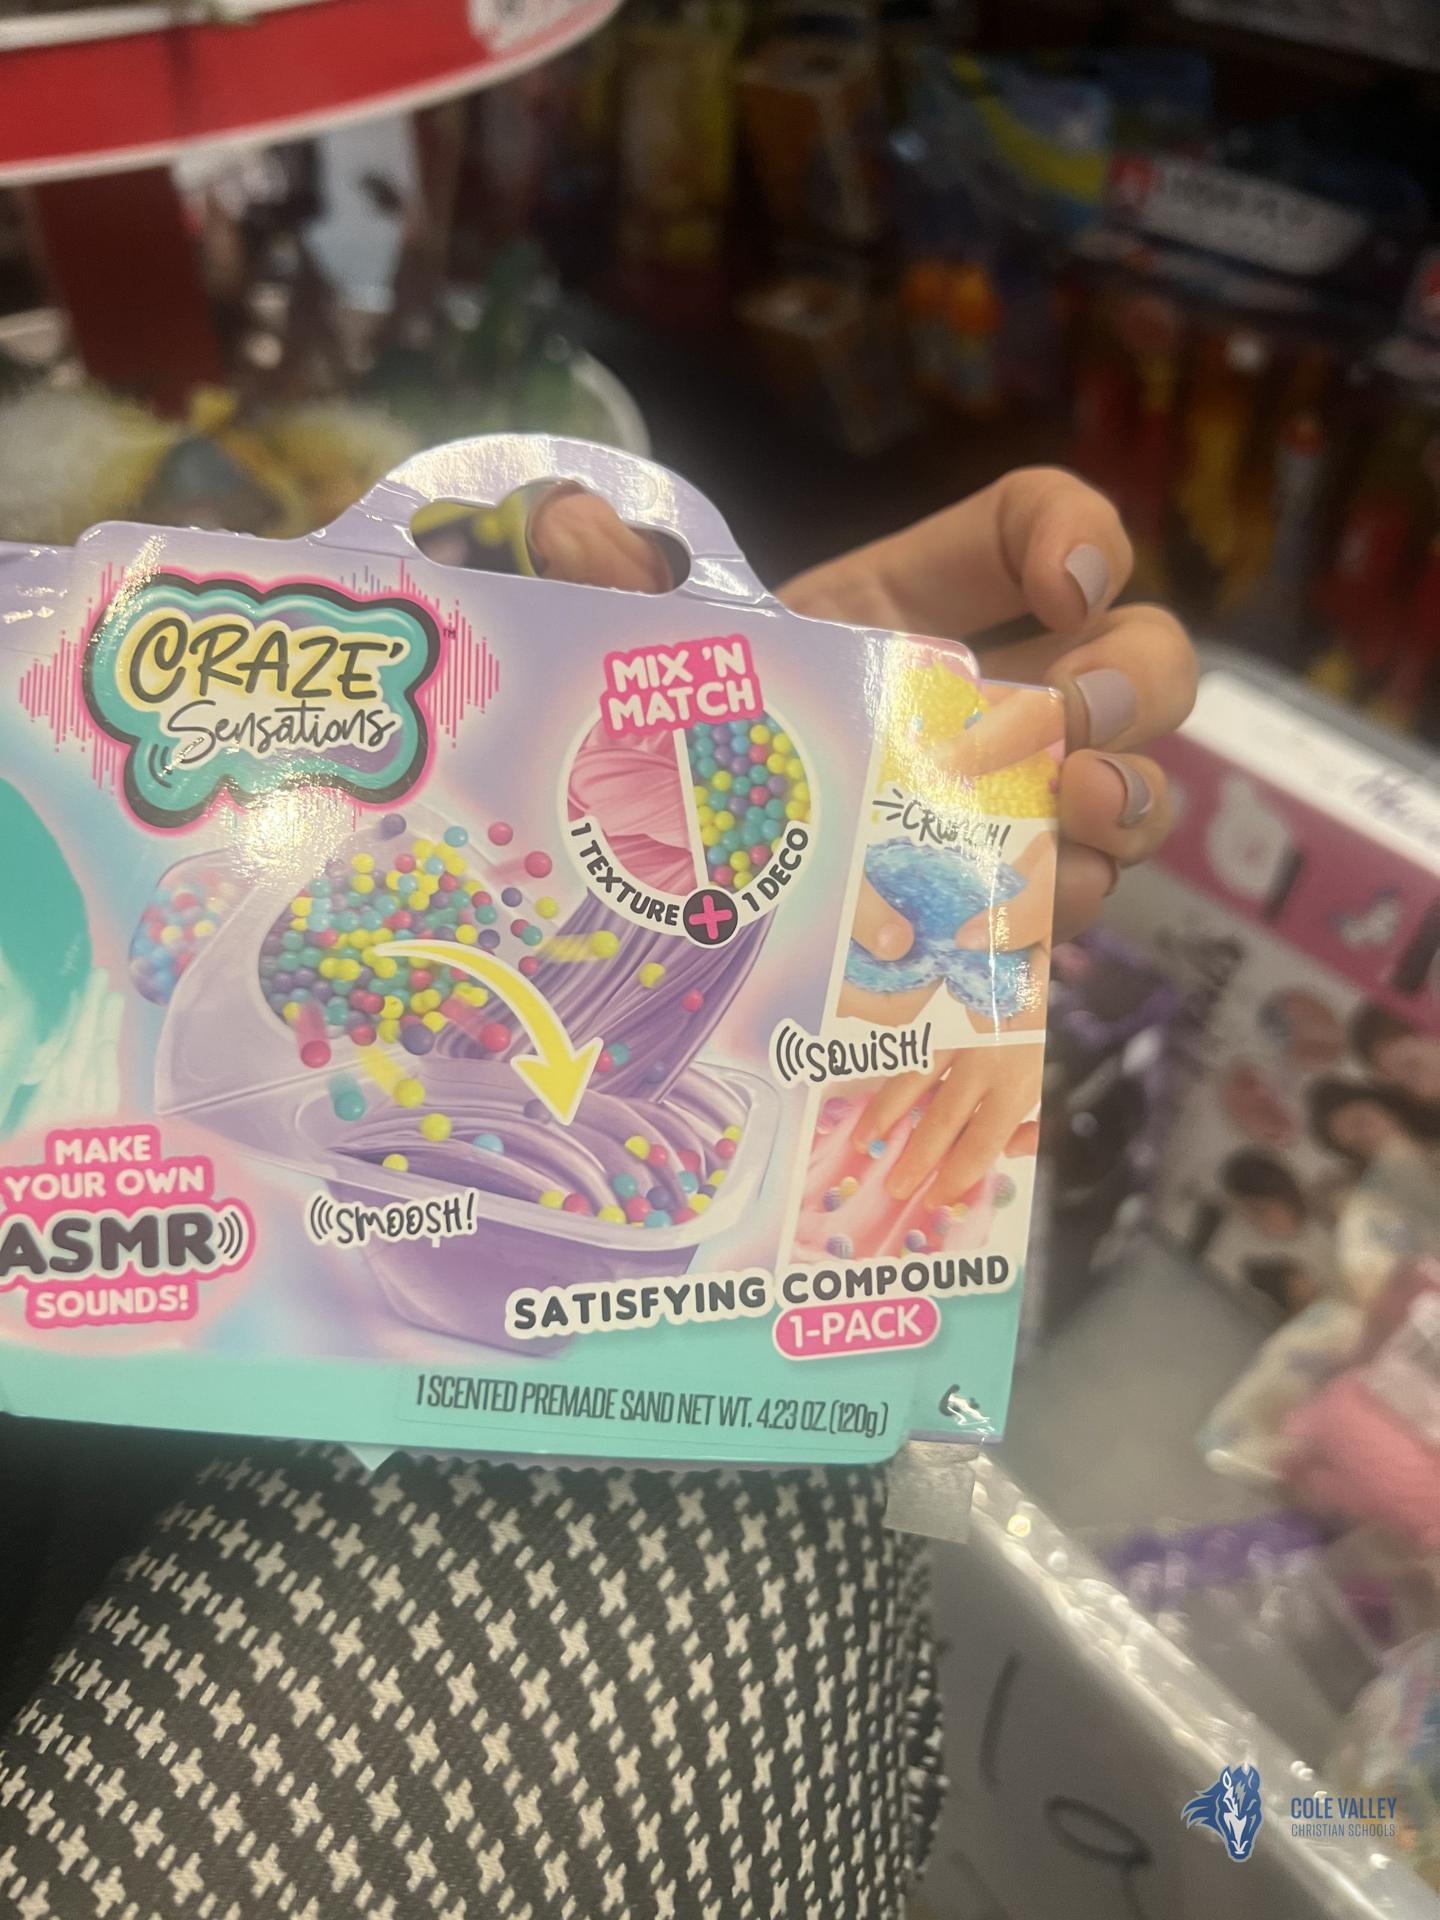 CRAZE'
Sensations™
MIX 'N
MATCH
1 TEXTURE + 1 DECO
CRUNCH!
SQUISH!
MAKE
YOUR OWN
ASMR
SOUNDS!
SMOOSH!
SATISFYING COMPOUND
1-PACK
1 SCENTED PREMADE SAND NET WT. 4.23 OZ. (120g)
COLE VALLEY
CHRISTIAN SCHOOLS